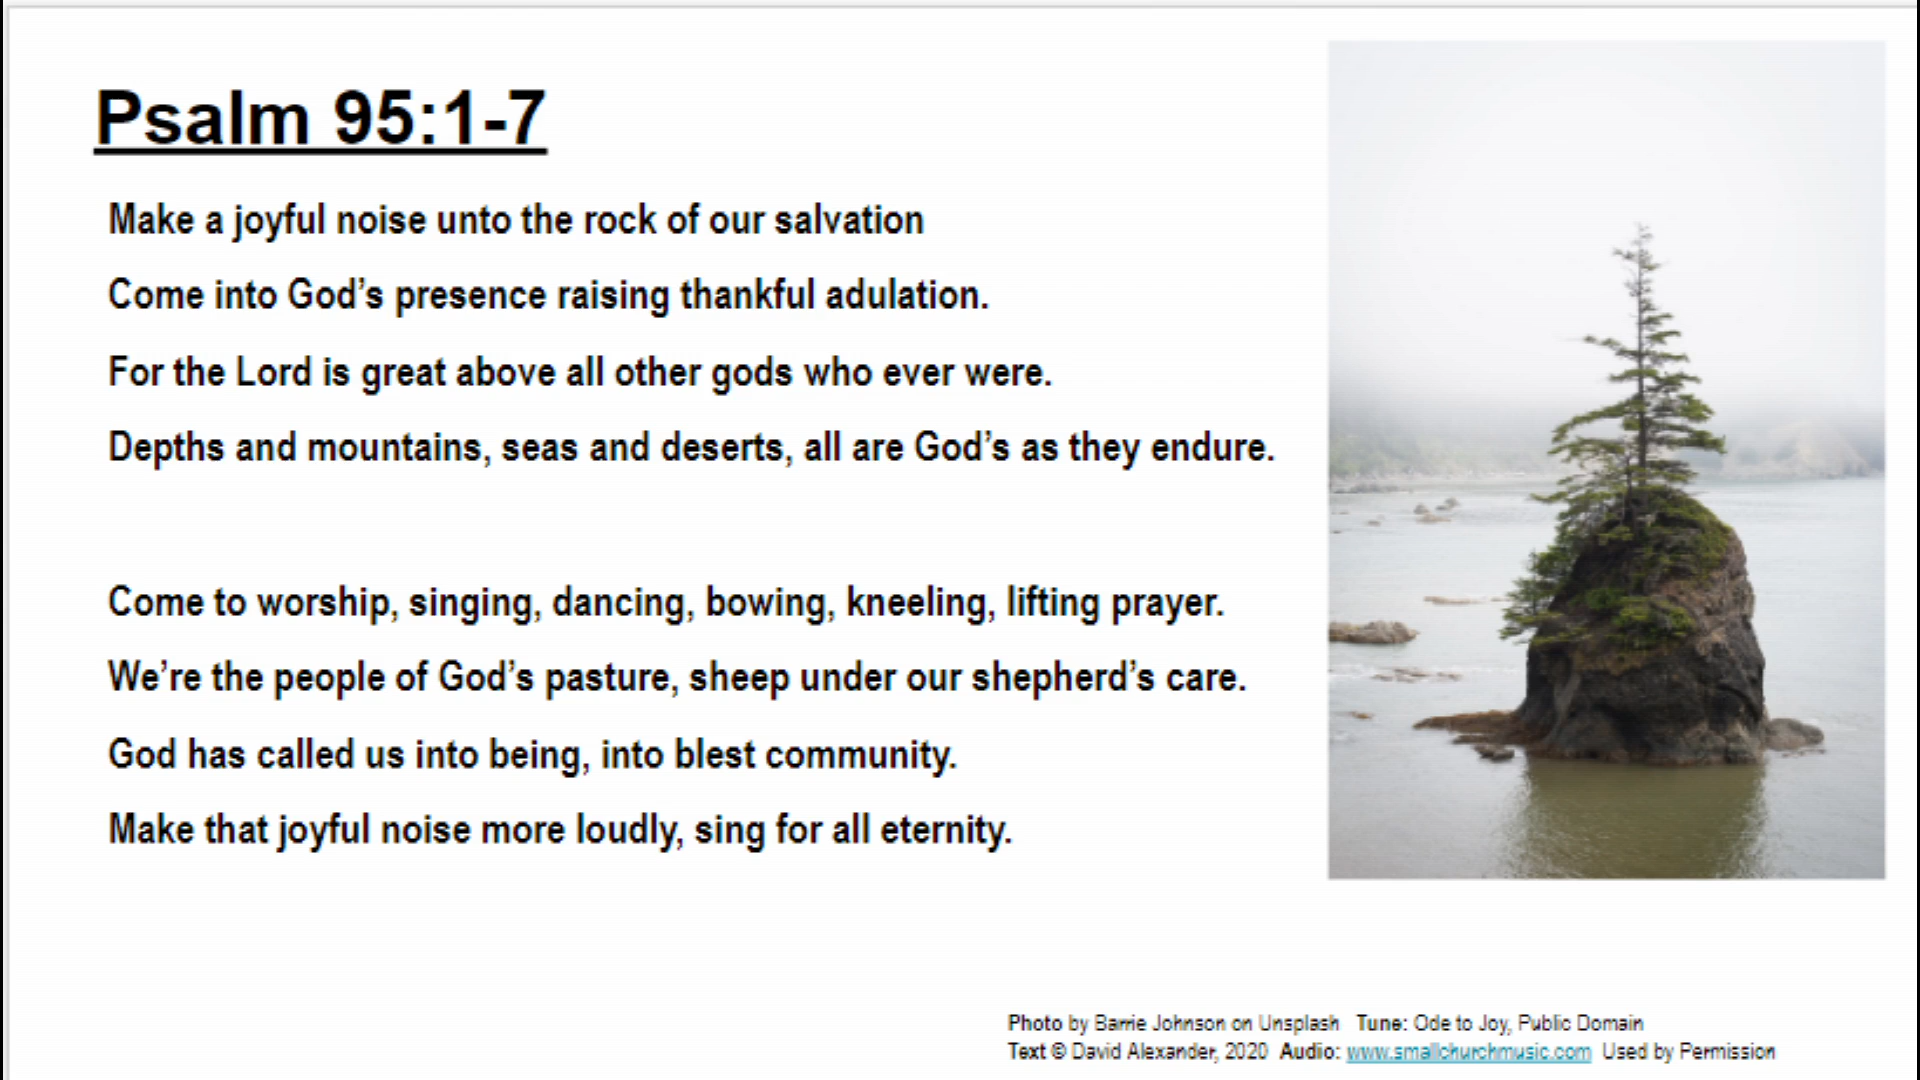 Psalm 95:1-7
Make a joyful noise unto the rock of our salvation
Come into God’s presence raising thankful adulation.
For the Lord is great above all other gods who ever were.
Depths and mountains, seas and deserts, all are God’s as they endure.
Come to worship, singing, dancing, bowing, kneeling, lifting prayer.
We’re the people of God’s pasture, sheep under our shepherd’s care.
God has called us into being, into blest community.
Make that joyful noise more loudly, sing for all eternity.
Photo by Barrie Johnson on Unsplash Tune: Ode to Joy, Public Domain
Text © David Alexander, 2020 Audio: www.smallchurchmusic.com Used by Permission